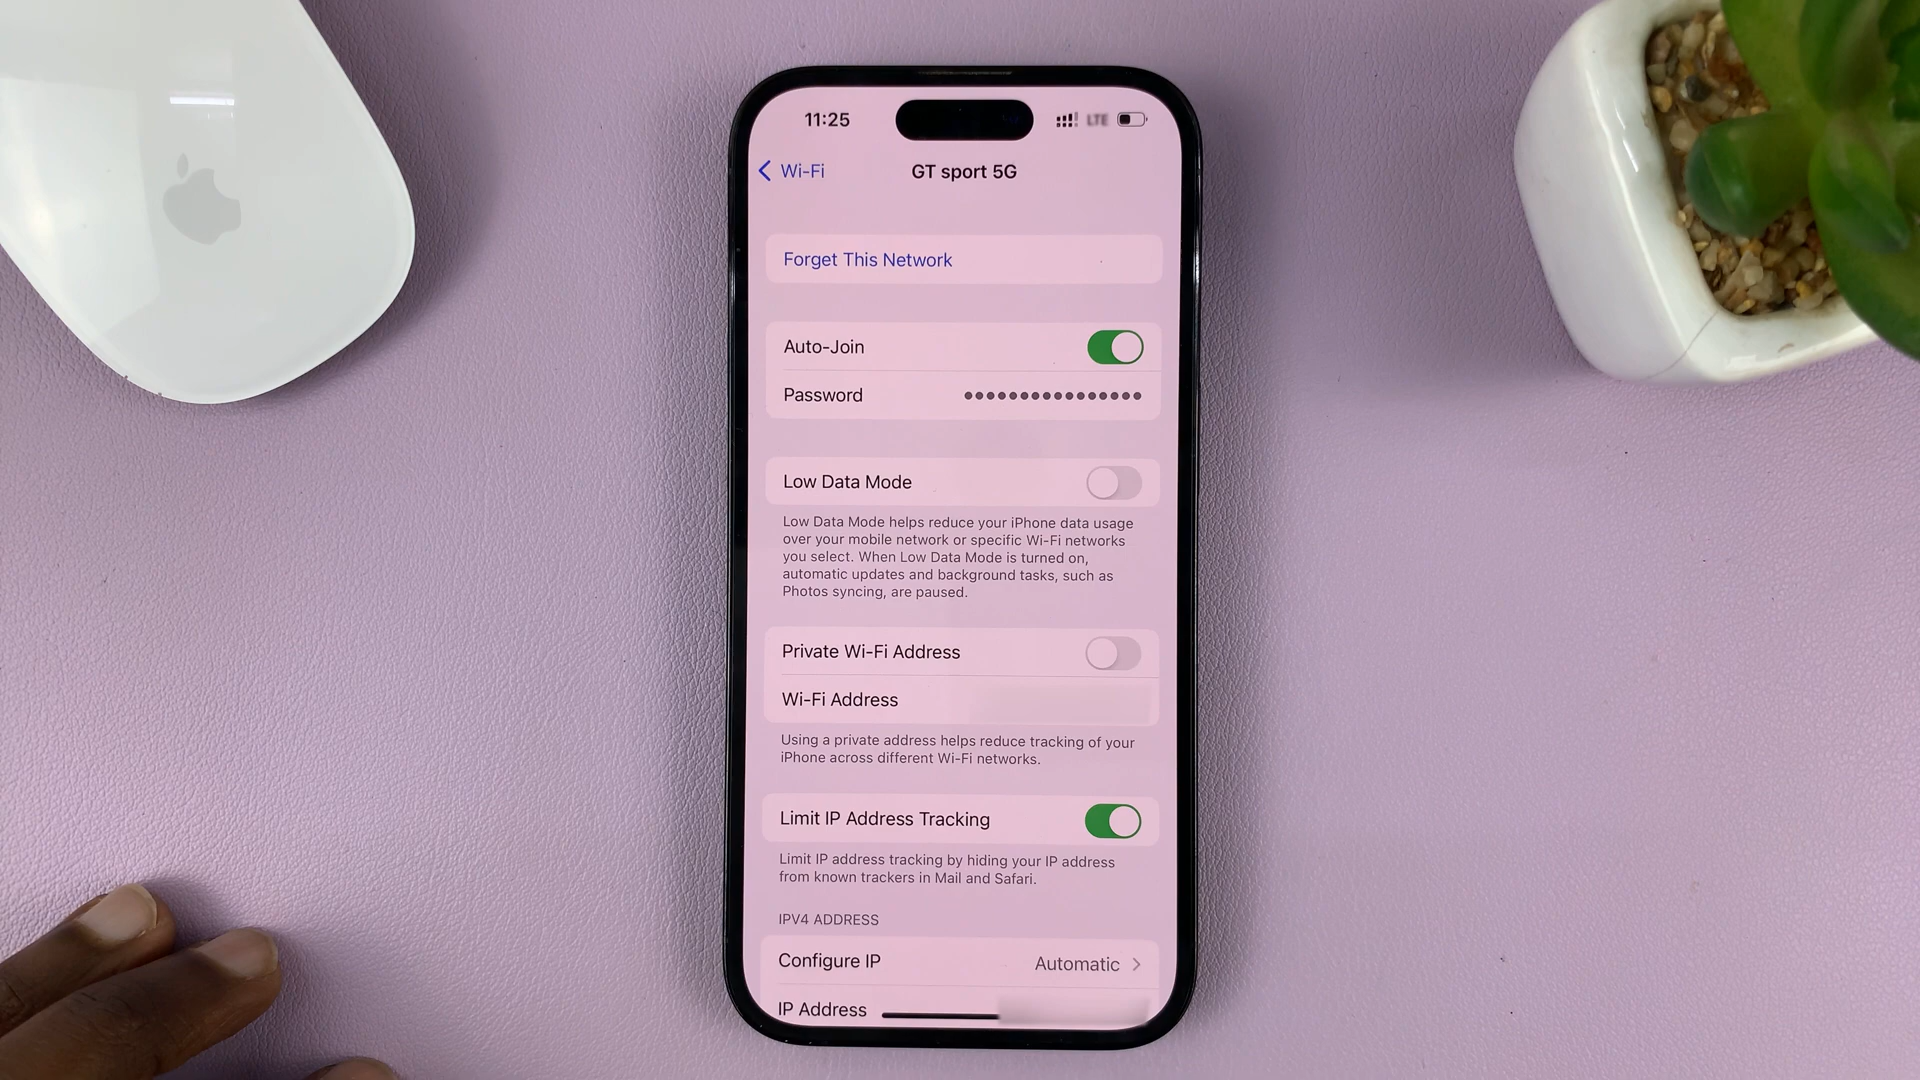 11:25 LTE
Wi-Fi GT sport 5G
Forget This Network
Auto-Join
Password ●●●●●●●●●●●●●●●●
Low Data Mode
Low Data Mode helps reduce your iPhone data usage
over your mobile network or specific Wi-Fi networks
you select. When Low Data Mode is turned on,
automatic updates and background tasks, such as
Photos syncing, are paused.
Private Wi-Fi Address
Wi-Fi Address
Using a private address helps reduce tracking of your
iPhone across different Wi-Fi networks.
Limit IP Address Tracking
Limit IP address tracking by hiding your IP address
from known trackers in Mail and Safari.
IPV4 ADDRESS
Configure IP Automatic
IP Address